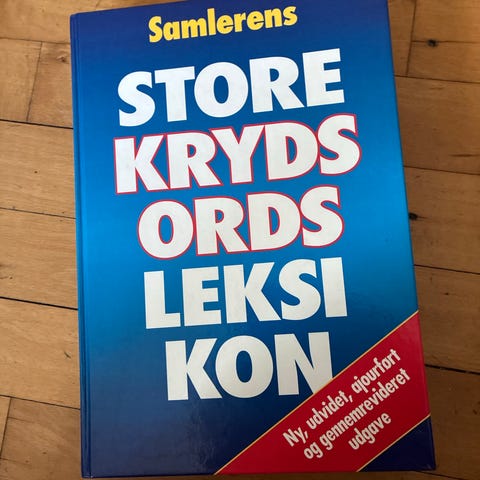 Samlerens
STORE
KRYDS
ORDS
LEKSI
KON
Ny, udvidet, ajourført
og gennemrevideret
udgave